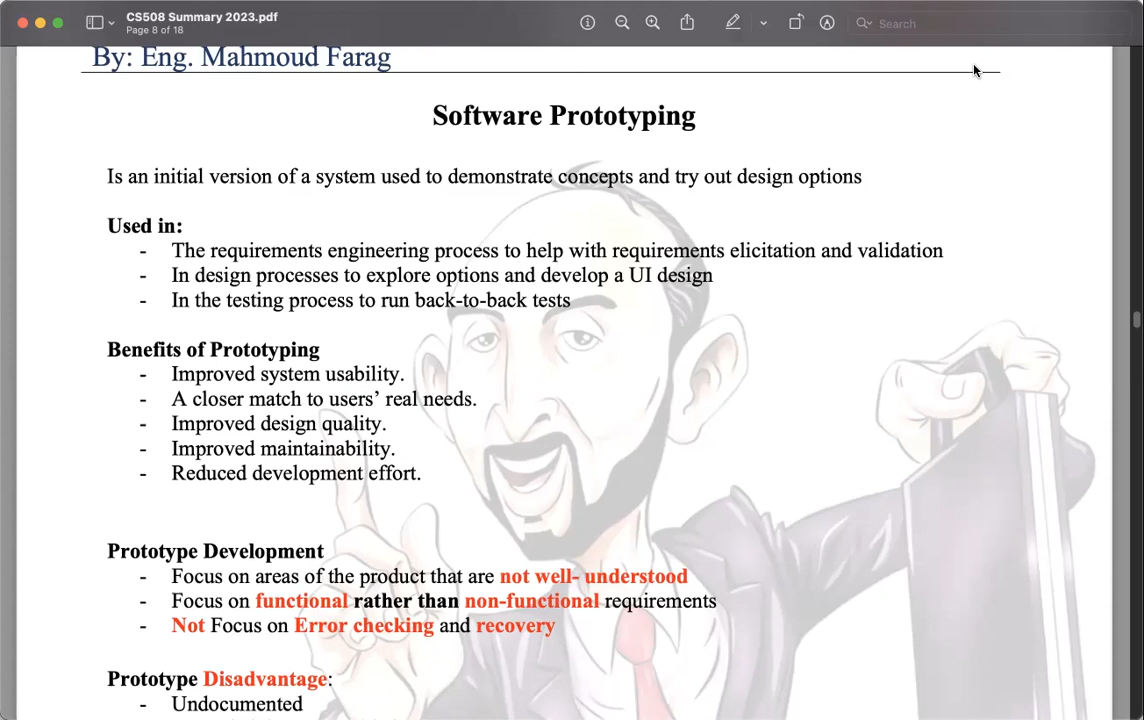 CS508 Summary 2023.pdf
Page 8 of 18
Search
By: Eng. Mahmoud Farag
Software Prototyping
Is an initial version of a system used to demonstrate concepts and try out design options
Used in:
- The requirements engineering process to help with requirements elicitation and validation
- In design processes to explore options and develop a UI design
- In the testing process to run back-to-back tests
Benefits of Prototyping
- Improved system usability.
- A closer match to users’ real needs.
- Improved design quality.
- Improved maintainability.
- Reduced development effort.
Prototype Development
- Focus on areas of the product that are not well- understood
- Focus on functional rather than non-functional requirements
- Not Focus on Error checking and recovery
Prototype Disadvantage:
- Undocumented